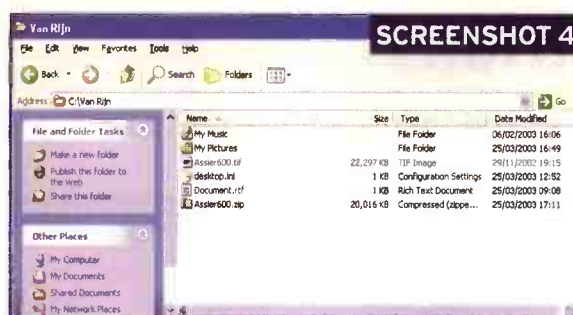 Van Rijn
SCREENSHOT 4
File Edit View Favorites Tools Help
Back Search Folders
Address C:\Van Rijn Go
Name Size Type Date Modified
My Music File Folder 06/02/2003 16:06
My Pictures File Folder 25/03/2003 16:49
Assier600.tif 22,297 KB TIF Image 29/11/2002 19:15
desktop.ini 1 KB Configuration Settings 25/03/2003 12:52
Document.rtf 1 KB Rich Text Document 25/03/2003 09:08
Assier600.zip 20,016 KB Compressed (zippe... 25/03/2003 17:11
File and Folder Tasks
Make a new folder
Publish this folder to
the Web
Share this folder
Other Places
My Computer
My Documents
Shared Documents
My Network Places